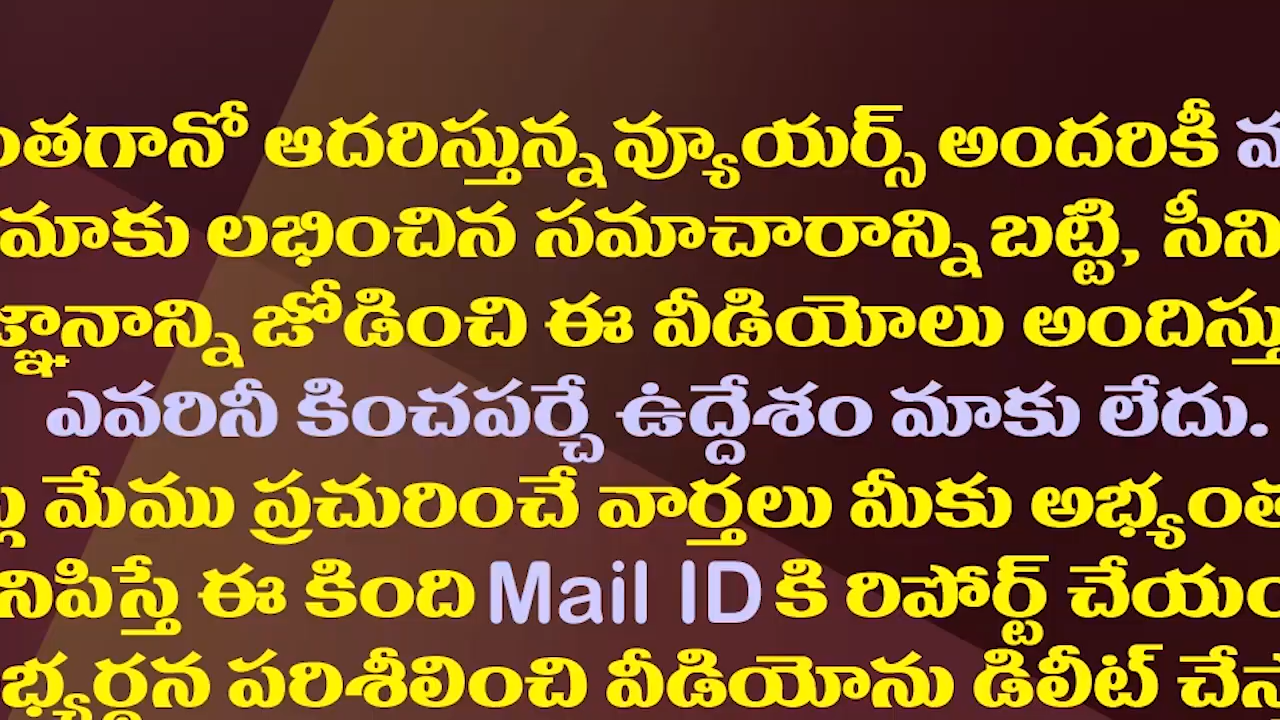 ంతగానో ఆదరిస్తున్న వ్యూయర్స్ అందరికీ
మాకు లభించిన సమాచారాన్ని బట్టి, సీని
జ్ఞానాన్ని జోడించి ఈ వీడియోలు అందిస్తు
ఎవరినీ కించపర్చే ఉద్దేశం మాకు లేదు.
మేము ప్రచురించే వార్తలు మీకు అభ్యంత
నిపిస్తే ఈ కింది Mail ID కి రిపోర్ట్ చేయం
భ్యర్థన పరిశీలించి వీడియోను డిలీట్ చేస